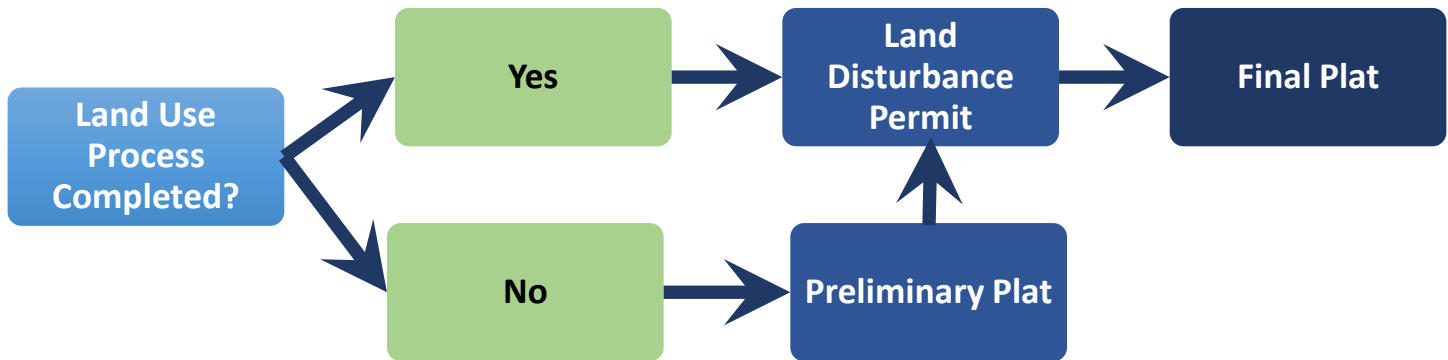 Land Use
Process
Completed?
Yes
Land
Disturbance
Permit
Final Plat
No
Preliminary Plat